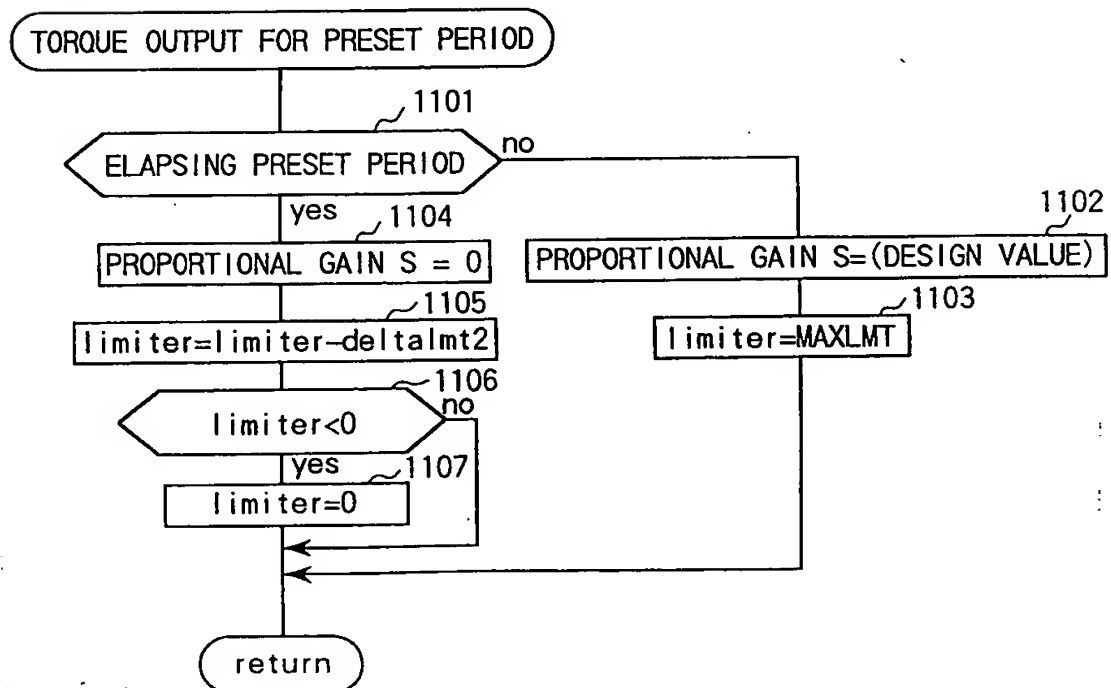 TORQUE OUTPUT FOR PRESET PERIOD
1101
ELAPSING PRESET PERIOD
no
yes
1104
1102
PROPORTIONAL GAIN S = 0
PROPORTIONAL GAIN S=(DESIGN VALUE)
1105
1103
limiter=limiter-deltalmt2
limiter=MAXLMT
1106
limiter<0
no
yes
1107
limiter=0
return